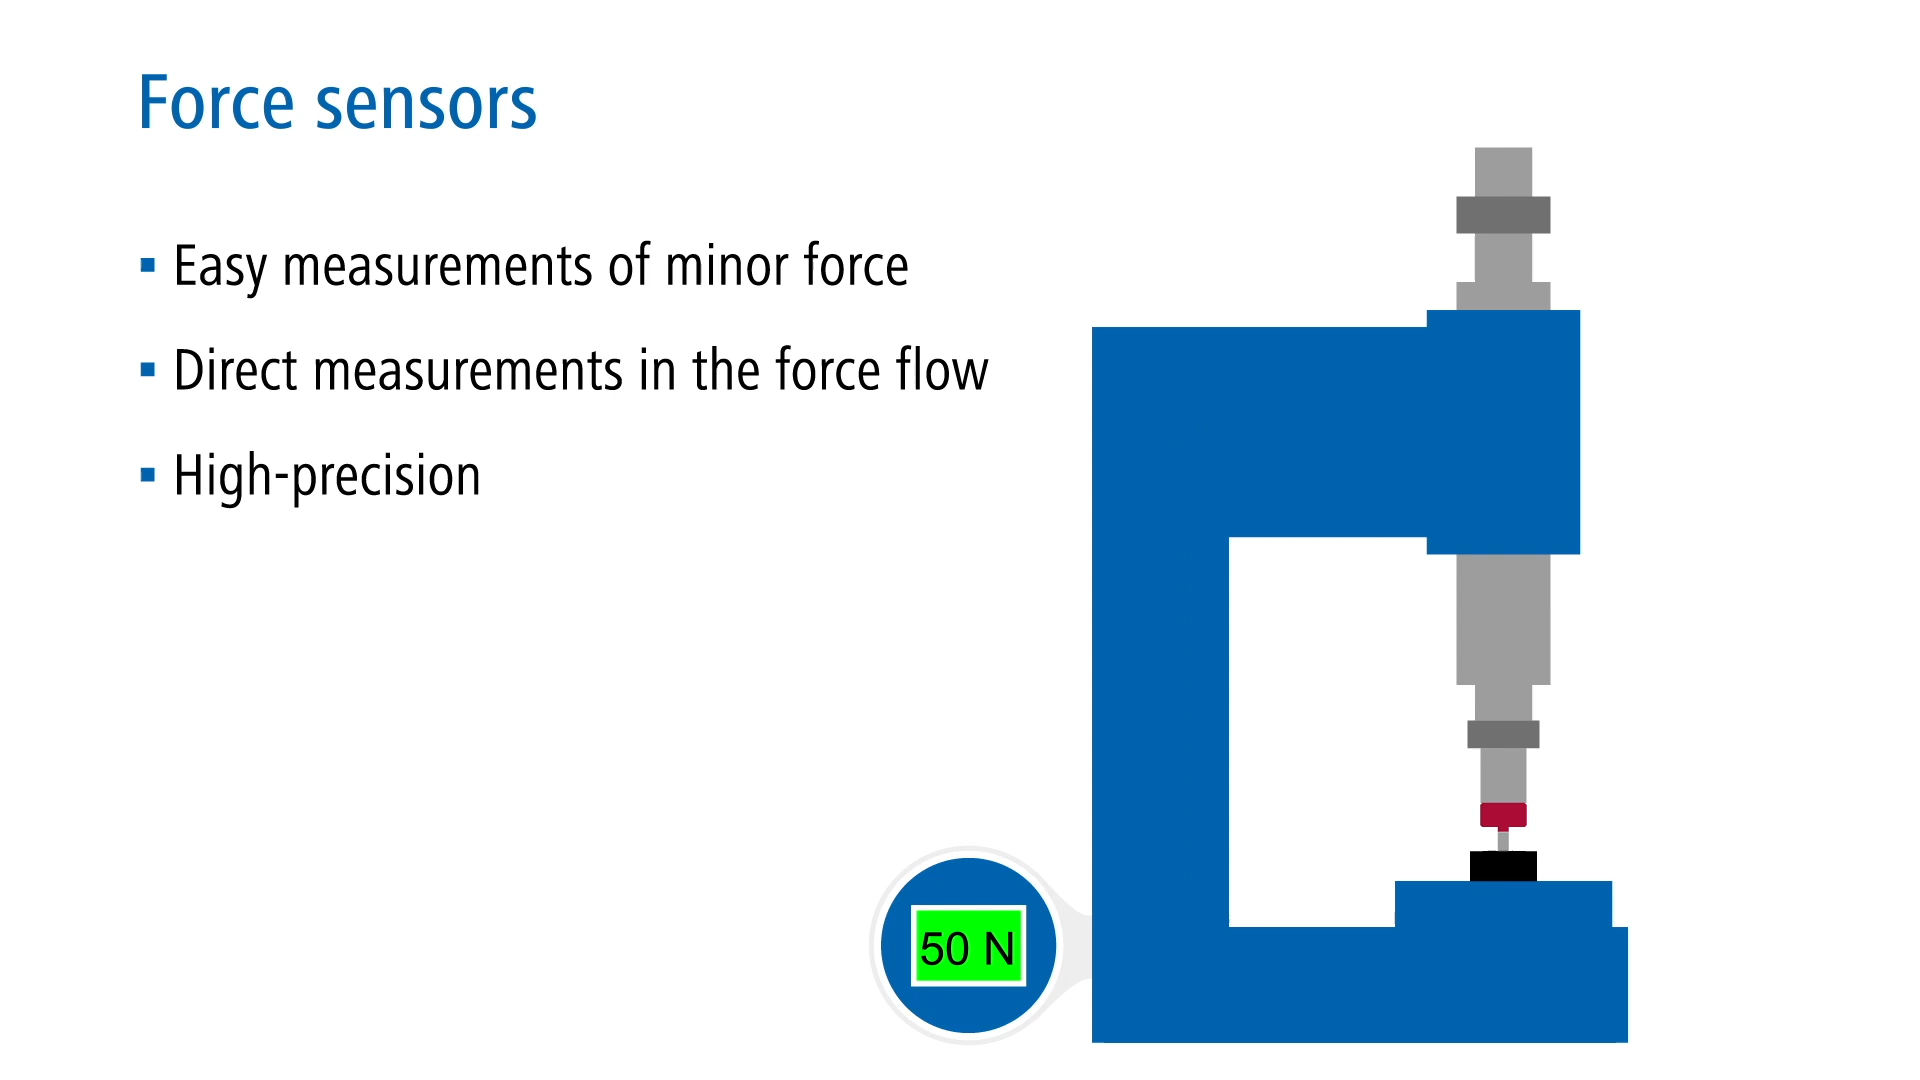 Force sensors
▪ Easy measurements of minor force
▪ Direct measurements in the force flow
▪ High-precision
50 N